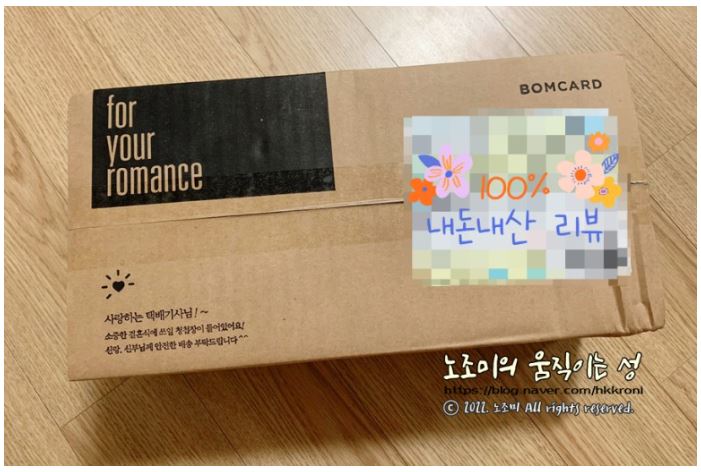 for
your
romance
BOMCARD
100%
내돈내산 리뷰
사랑하는 택배기사님! ~
소중한 결혼식에 쓰일 청첩장이 들어있어요!
신랑, 신부님께 안전한 배송 부탁드립니다^^
노조미의 움직이는 성
https://blog.naver.com/hkkroni
ⓒ 2022. 노조미 All rights reserved.